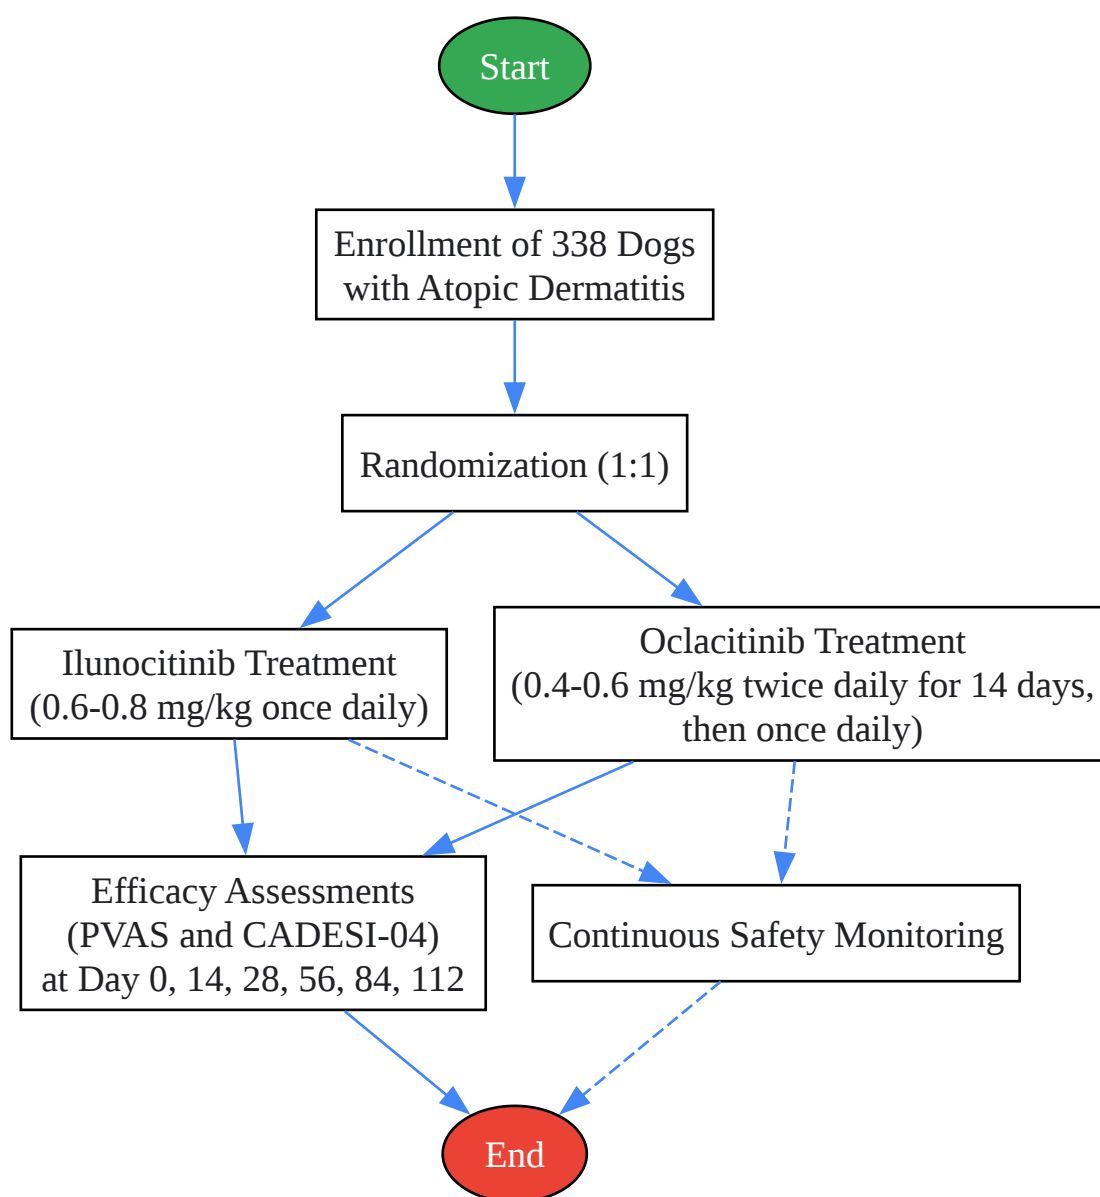 Start
Enrollment of 338 Dogs
with Atopic Dermatitis
Randomization (1:1)
Ilunocitinib Treatment
(0.6-0.8 mg/kg once daily)
Oclacitinib Treatment
(0.4-0.6 mg/kg twice daily for 14 days,
then once daily)
Efficacy Assessments
(PVAS and CADESI-04)
at Day 0, 14, 28, 56, 84, 112
Continuous Safety Monitoring
End